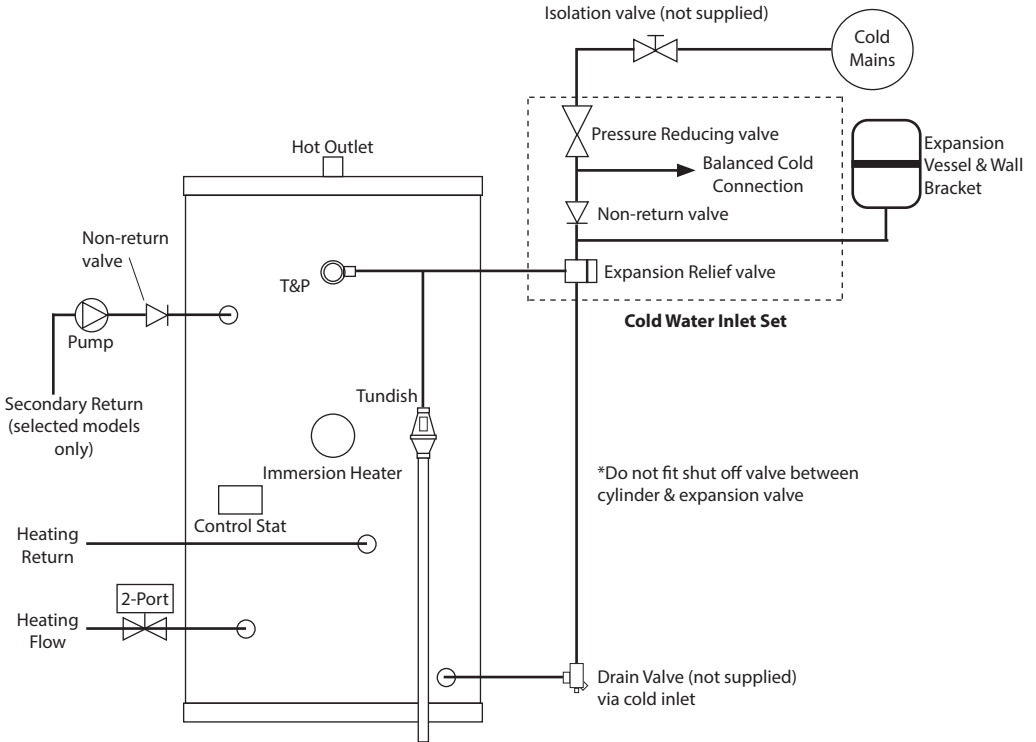 Isolation valve (not supplied)
Cold
Mains
Pressure Reducing valve
Balanced Cold
Connection
Expansion
Vessel & Wall
Bracket
Hot Outlet
Non-return valve
Non-return
valve
T&P
Expansion Relief valve
Cold Water Inlet Set
Pump
Secondary Return
(selected models
only)
Tundish
Immersion Heater
*Do not fit shut off valve between
cylinder & expansion valve
Control Stat
Heating
Return
2-Port
Heating
Flow
Drain Valve (not supplied)
via cold inlet